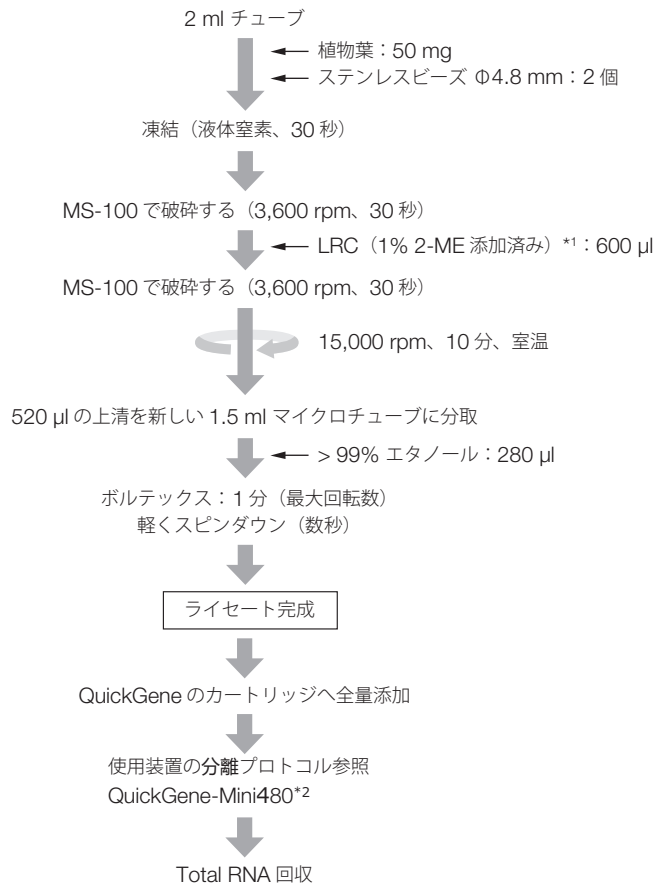 2 ml チューブ
植物葉：50 mg
ステンレスビーズ Φ4.8 mm：2 個
凍結（液体窒素、30 秒）
MS-100 で破砕する（3,600 rpm、30 秒）
LRC（1% 2-ME 添加済み）*1：600 µl
MS-100 で破砕する（3,600 rpm、30 秒）
15,000 rpm、10 分、室温
520 µl の上清を新しい 1.5 ml マイクロチューブに分取
> 99% エタノール：280 µl
ボルテックス：1 分（最大回転数）
軽くスピンダウン（数秒）
ライセート完成
QuickGene のカートリッジへ全量添加
使用装置の分離プロトコル参照
QuickGene-Mini480*2
Total RNA 回収